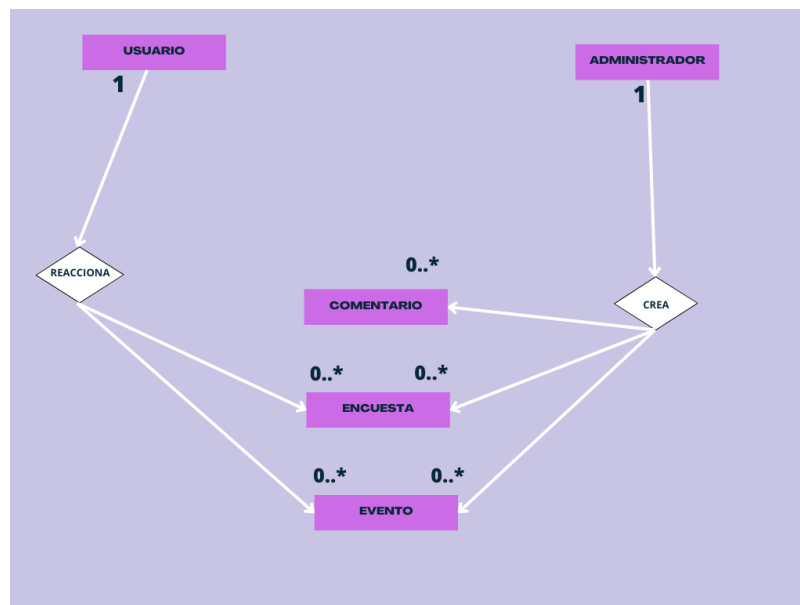 USUARIO
ADMINISTRADOR
1
1
REACCIONA
0..*
COMENTARIO
CREA
0..*
0..*
ENCUESTA
0..*
0..*
EVENTO